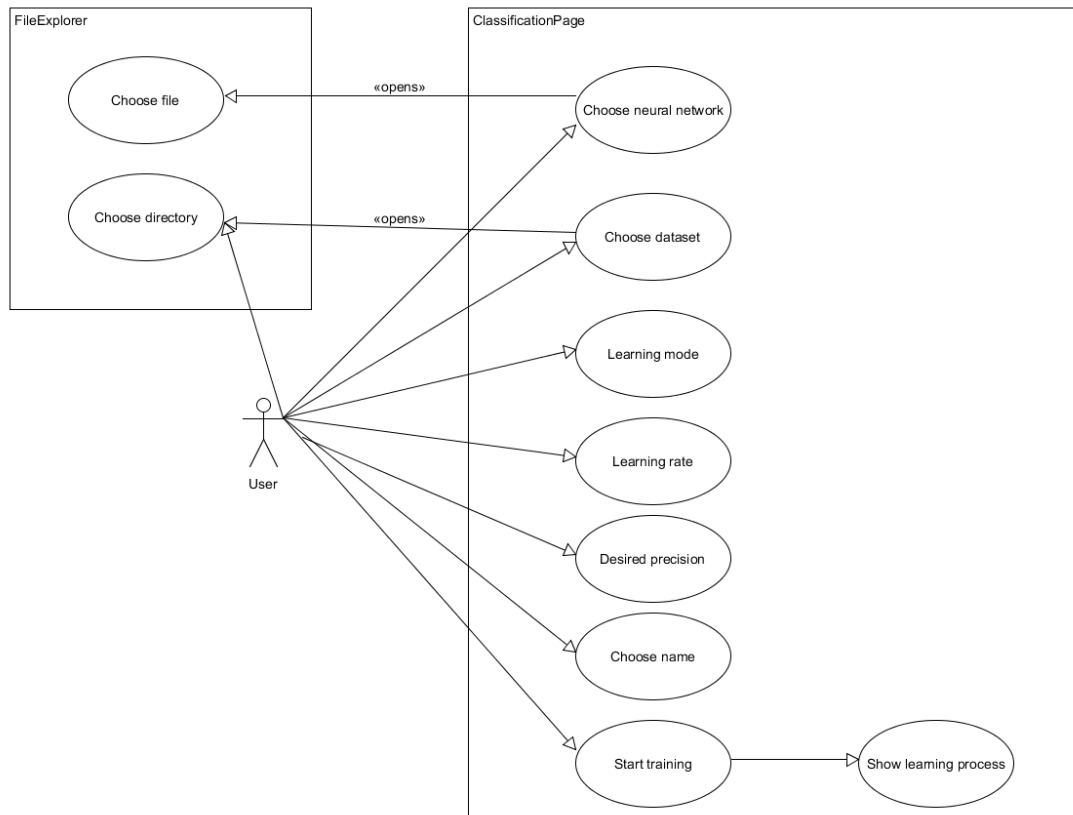 FileExplorer
ClassificationPage
Choose file
«opens»
Choose neural network
Choose directory
«opens»
Choose dataset
Learning mode
User
Learning rate
Desired precision
Choose name
Start training
Show learning process